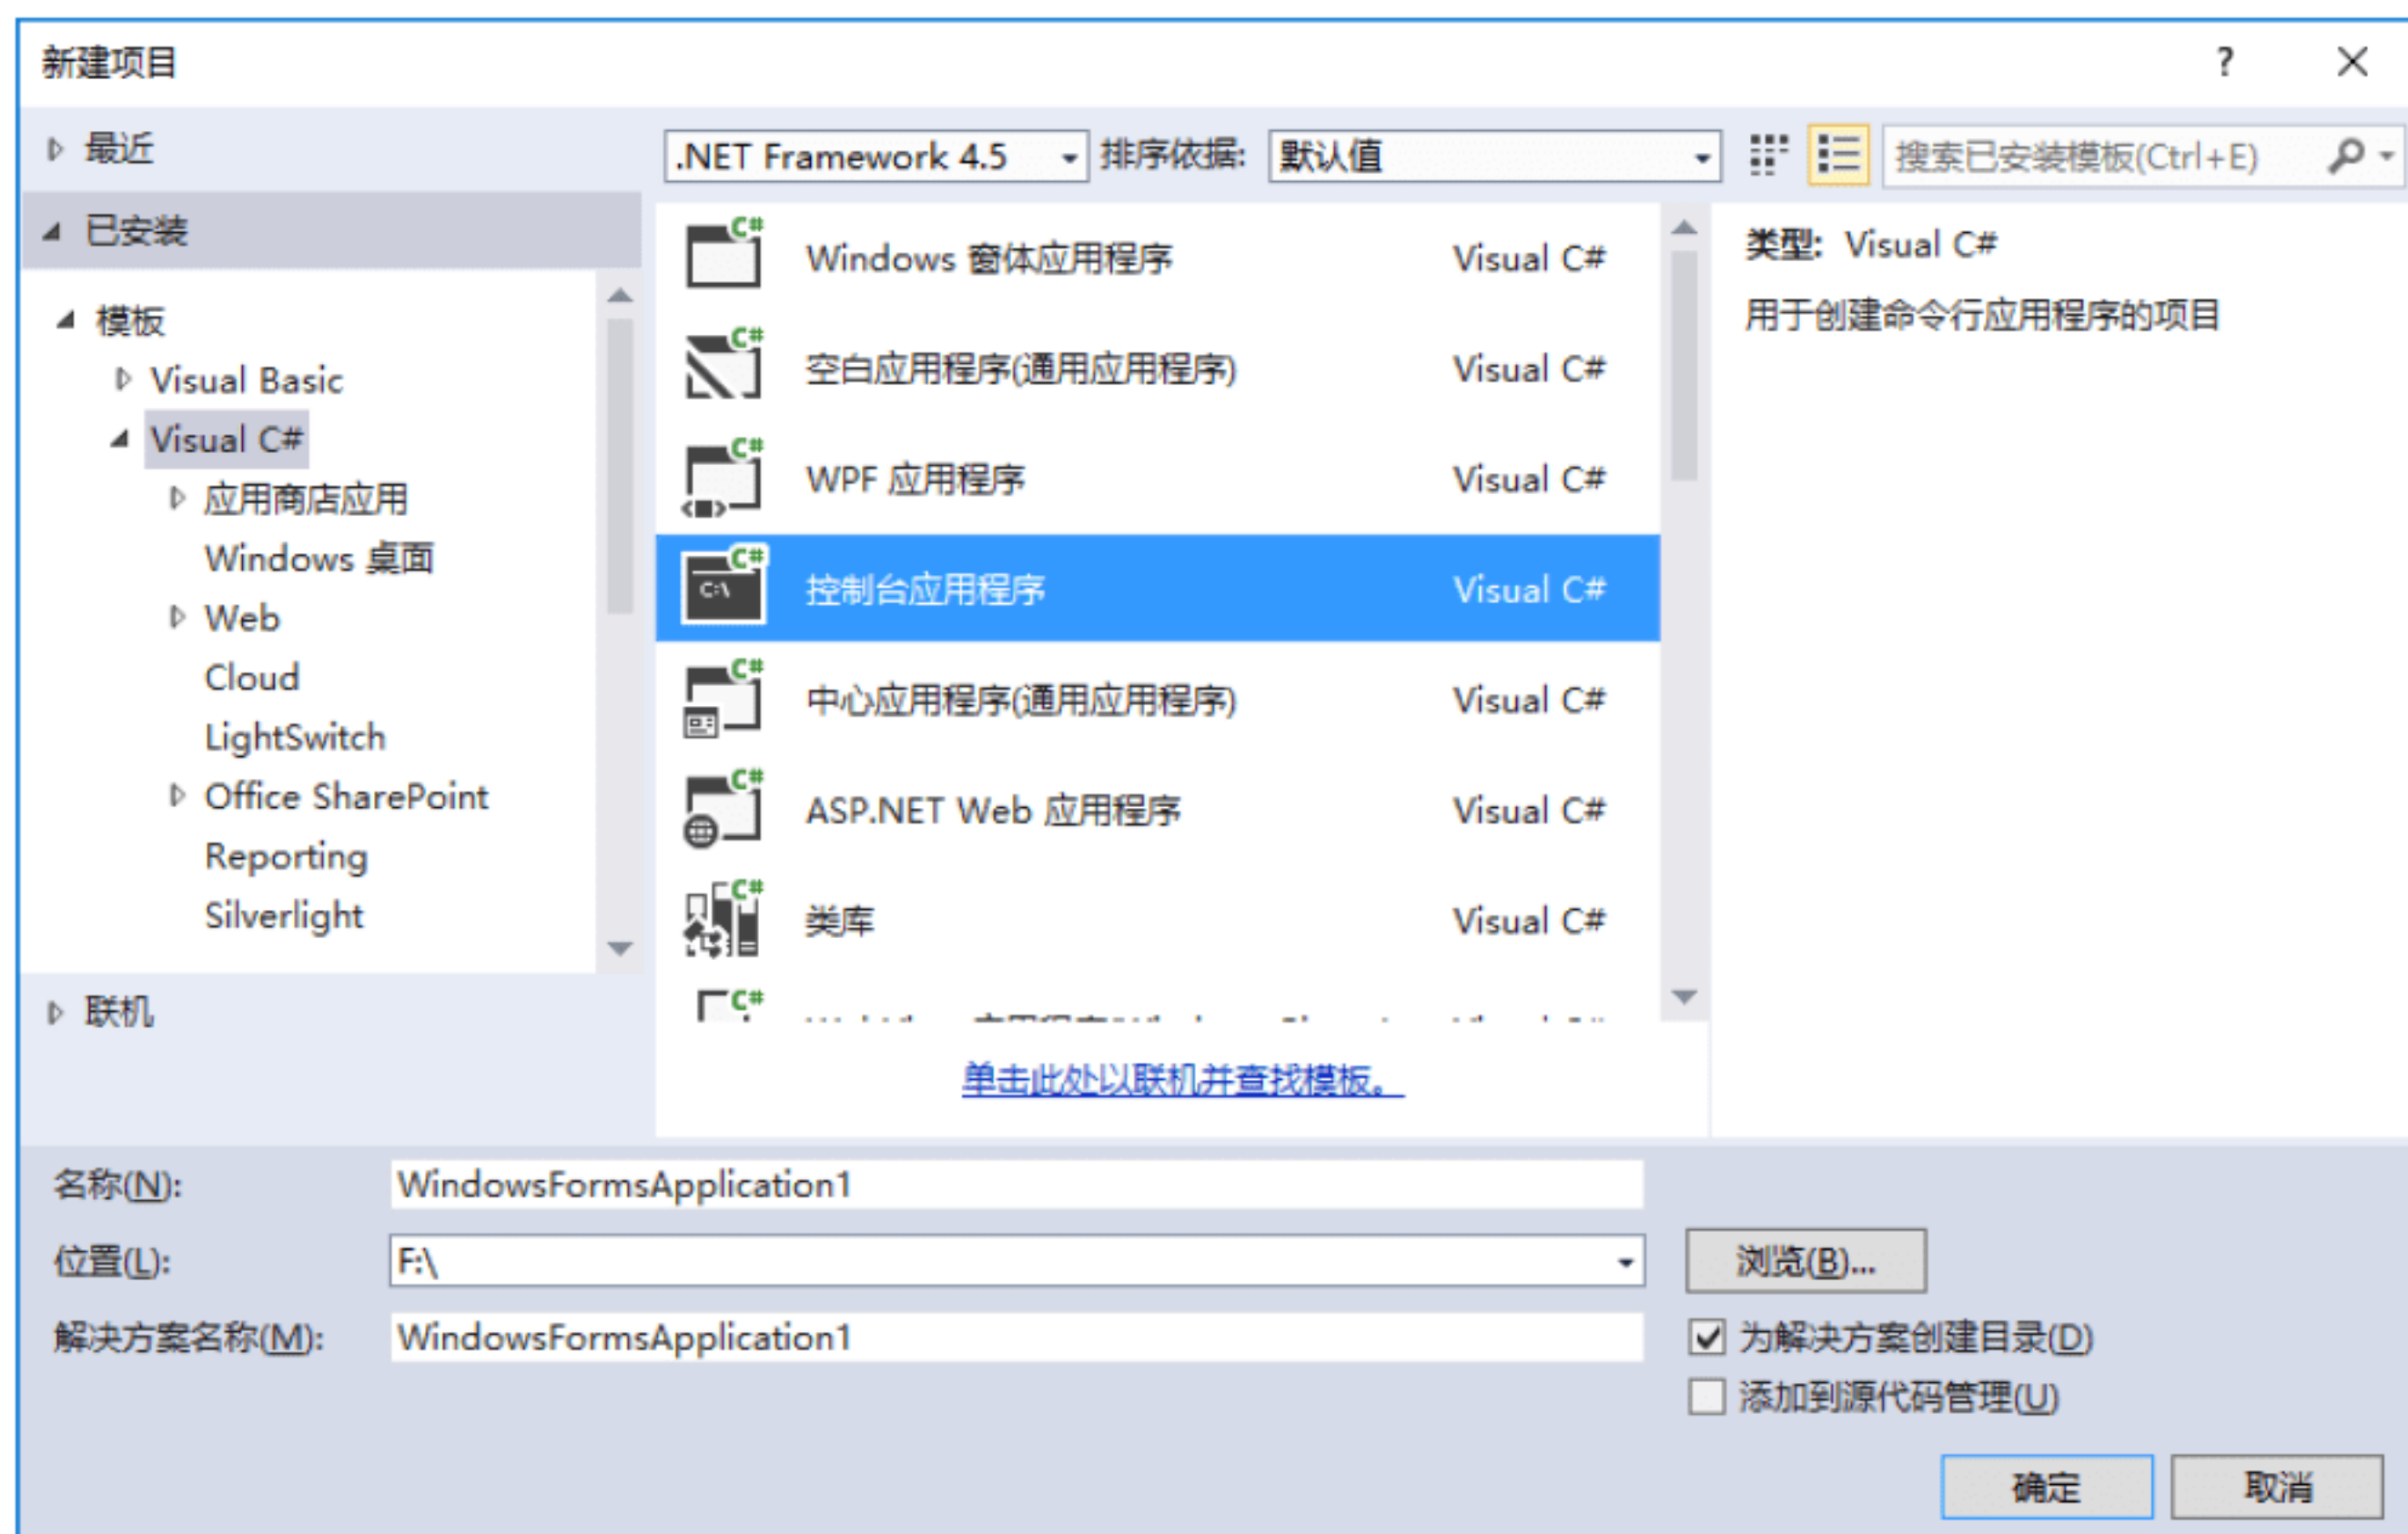 新建项目
?
最近
.NET Framework 4.5
排序依据:
默认值
搜索已安装模板(Ctrl+E)
已安装
模板
Visual Basic
Visual C#
应用商店应用
Windows 桌面
Web
Cloud
LightSwitch
Office SharePoint
Reporting
Silverlight
联机
C# Windows 窗体应用程序 Visual C#
C# 空白应用程序(通用应用程序) Visual C#
C# WPF 应用程序 Visual C#
C# C:\ 控制台应用程序 Visual C#
C# 中心应用程序(通用应用程序) Visual C#
C# ASP.NET Web 应用程序 Visual C#
C# 类库 Visual C#
C#
单击此处以联机并查找模板。
类型: Visual C#
用于创建命令行应用程序的项目
名称(N): WindowsFormsApplication1
位置(L): F:\
浏览(B)...
解决方案名称(M): WindowsFormsApplication1
为解决方案创建目录(D)
添加到源代码管理(U)
确定
取消